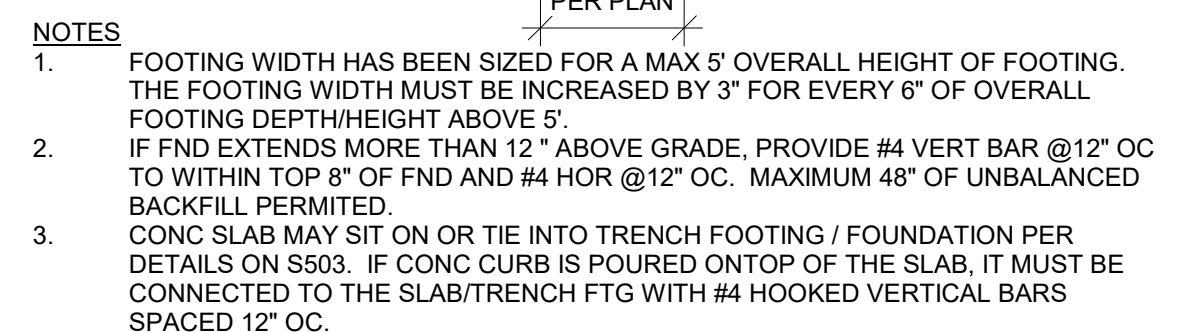 PER PLAN
NOTES
1. FOOTING WIDTH HAS BEEN SIZED FOR A MAX 5' OVERALL HEIGHT OF FOOTING.
THE FOOTING WIDTH MUST BE INCREASED BY 3" FOR EVERY 6" OF OVERALL
FOOTING DEPTH/HEIGHT ABOVE 5'.
2. IF FND EXTENDS MORE THAN 12 " ABOVE GRADE, PROVIDE #4 VERT BAR @12" OC
TO WITHIN TOP 8" OF FND AND #4 HOR @12" OC. MAXIMUM 48" OF UNBALANCED
BACKFILL PERMITED.
3. CONC SLAB MAY SIT ON OR TIE INTO TRENCH FOOTING / FOUNDATION PER
DETAILS ON S503. IF CONC CURB IS POURED ONTOP OF THE SLAB, IT MUST BE
CONNECTED TO THE SLAB/TRENCH FTG WITH #4 HOOKED VERTICAL BARS
SPACED 12" OC.